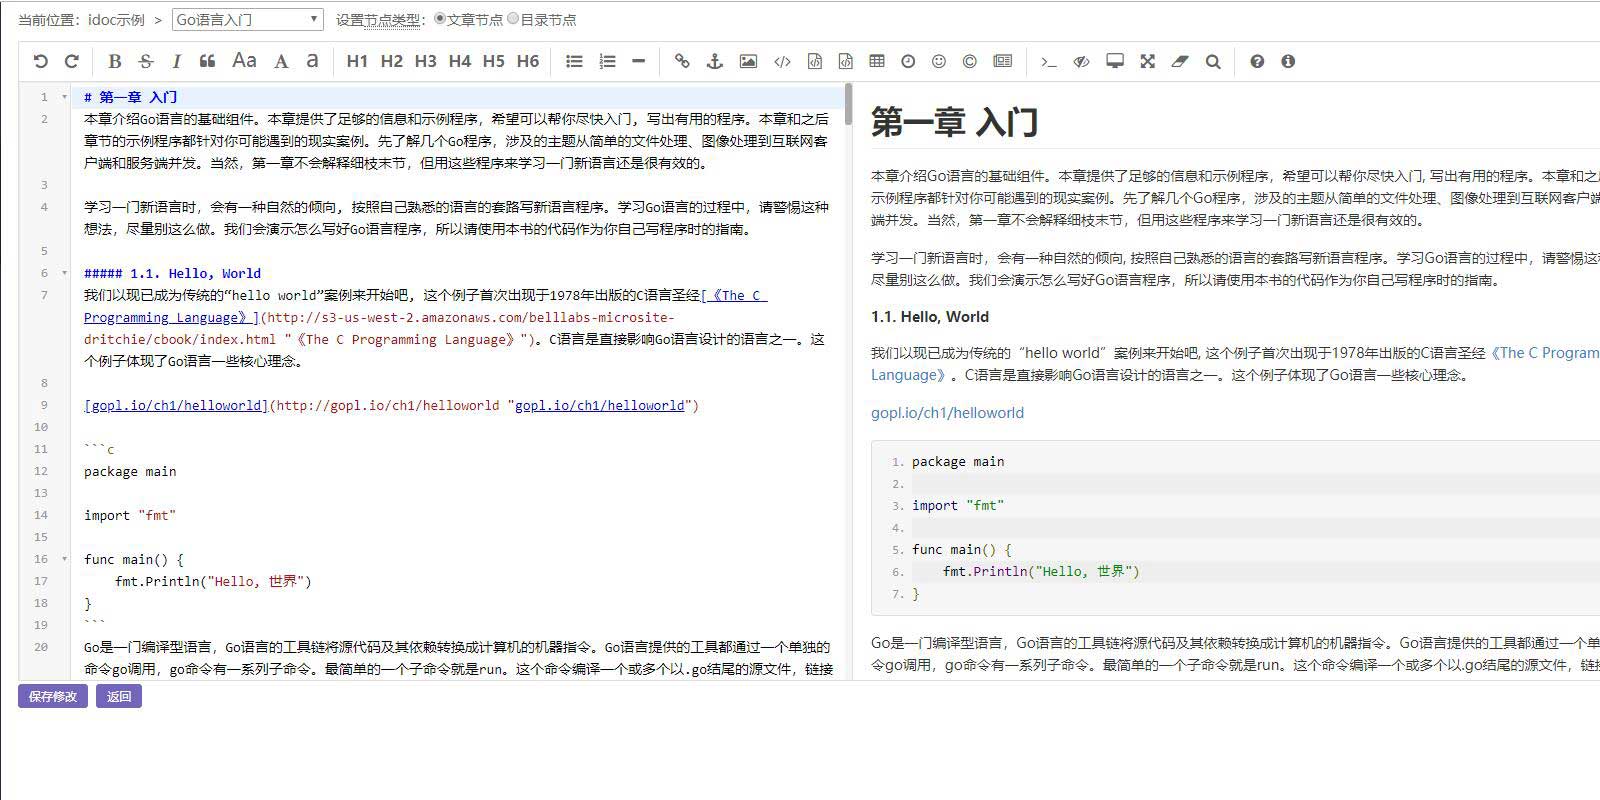 当前位置：idoc示例 > Go语言入门 设置节点类型：文章节点 目录节点
B S I “ Aa A a H1 H2 H3 H4 H5 H6
1 # 第一章 入门
2 本章介绍Go语言的基础组件。本章提供了足够的信息和示例程序，希望可以帮你尽快入门, 写出有用的程序。本章和之后
章节的示例程序都针对你可能遇到的现实案例。先了解几个Go程序，涉及的主题从简单的文件处理、图像处理到互联网客
户端和服务端并发。当然，第一章不会解释细枝末节，但用这些程序来学习一门新语言还是很有效的。
3
4 学习一门新语言时，会有一种自然的倾向, 按照自己熟悉的语言的套路写新语言程序。学习Go语言的过程中，请警惕这种
想法，尽量别这么做。我们会演示怎么写好Go语言程序，所以请使用本书的代码作为你自己写程序时的指南。
5
6 ##### 1.1. Hello, World
7 我们以现已成为传统的“hello world”案例来开始吧, 这个例子首次出现于1978年出版的C语言圣经[《The C
Programming Language》](http://s3-us-west-2.amazonaws.com/belllabs-microsite-
dritchie/cbook/index.html "《The C Programming Language》")。C语言是直接影响Go语言设计的语言之一。这
个例子体现了Go语言一些核心理念。
8
9 [gopl.io/ch1/helloworld](http://gopl.io/ch1/helloworld "gopl.io/ch1/helloworld")
10
11 ```c
12 package main
13
14 import "fmt"
15
16 func main() {
17 fmt.Println("Hello, 世界")
18 }
19 ```
20 Go是一门编译型语言，Go语言的工具链将源代码及其依赖转换成计算机的机器指令。Go语言提供的工具都通过一个单独的
命令go调用，go命令有一系列子命令。最简单的一个子命令就是run。这个命令编译一个或多个以.go结尾的源文件，链接
第一章 入门
本章介绍Go语言的基础组件。本章提供了足够的信息和示例程序，希望可以帮你尽快入门, 写出有用的程序。本章和之
示例程序都针对你可能遇到的现实案例。先了解几个Go程序，涉及的主题从简单的文件处理、图像处理到互联网客户端
端并发。当然，第一章不会解释细枝末节，但用这些程序来学习一门新语言还是很有效的。
学习一门新语言时，会有一种自然的倾向, 按照自己熟悉的语言的套路写新语言程序。学习Go语言的过程中，请警惕这
尽量别这么做。我们会演示怎么写好Go语言程序，所以请使用本书的代码作为你自己写程序时的指南。
1.1. Hello, World
我们以现已成为传统的“hello world”案例来开始吧, 这个例子首次出现于1978年出版的C语言圣经《The C Program
Language》。C语言是直接影响Go语言设计的语言之一。这个例子体现了Go语言一些核心理念。
gopl.io/ch1/helloworld
1. package main
2.
3. import "fmt"
4.
5. func main() {
6. fmt.Println("Hello, 世界")
7. }
Go是一门编译型语言，Go语言的工具链将源代码及其依赖转换成计算机的机器指令。Go语言提供的工具都通过一个单
令go调用，go命令有一系列子命令。最简单的一个子命令就是run。这个命令编译一个或多个以.go结尾的源文件，链接
保存修改 返回